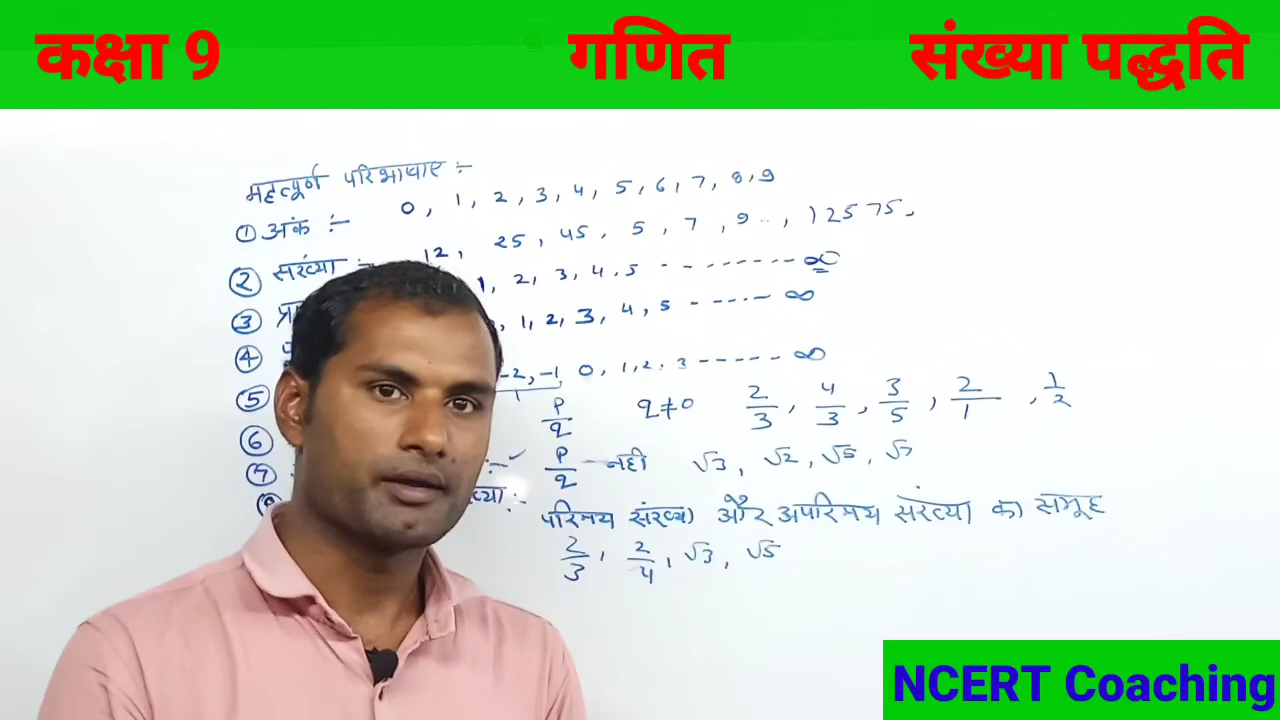 कक्षा 9 गणित संख्या पद्धति
महत्पूर्ण परिभाषाए :-
① अंक :- 0, 1, 2, 3, 4, 5, 6, 7, 8, 9
② संख्या :- 12, 25, 45, 5, 7, 9.., 12575,
③ 1, 2, 3, 4, 5 - - - - - - - ∞
④ 1, 2, 3, 4, 5 - - - - - ∞
⑤ -2, -1, 0, 1, 2, 3 - - - - - ∞
⑥ p/q q≠0 2/3, 4/3, 3/5, 2/1, 1/2
⑦ :- ✓ p/q - नही √3, √2, √5, √7
⑧ :- परिमेय संख्या और अपरिमेय संख्या का समूह
2/3, 2/4, √3, √5
NCERT Coaching